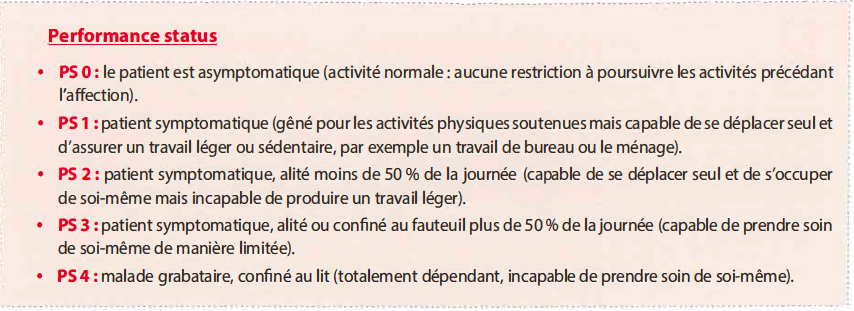 Performance status
• PS 0 : le patient est asymptomatique (activité normale : aucune restriction à poursuivre les activités précédant
l’affection).
• PS 1 : patient symptomatique (gêné pour les activités physiques soutenues mais capable de se déplacer seul et
d’assurer un travail léger ou sédentaire, par exemple un travail de bureau ou le ménage).
• PS 2 : patient symptomatique, alité moins de 50 % de la journée (capable de se déplacer seul et de s’occuper
de soi-même mais incapable de produire un travail léger).
• PS 3 : patient symptomatique, alité ou confiné au fauteuil plus de 50 % de la journée (capable de prendre soin
de soi-même de manière limitée).
• PS 4 : malade grabataire, confiné au lit (totalement dépendant, incapable de prendre soin de soi-même).